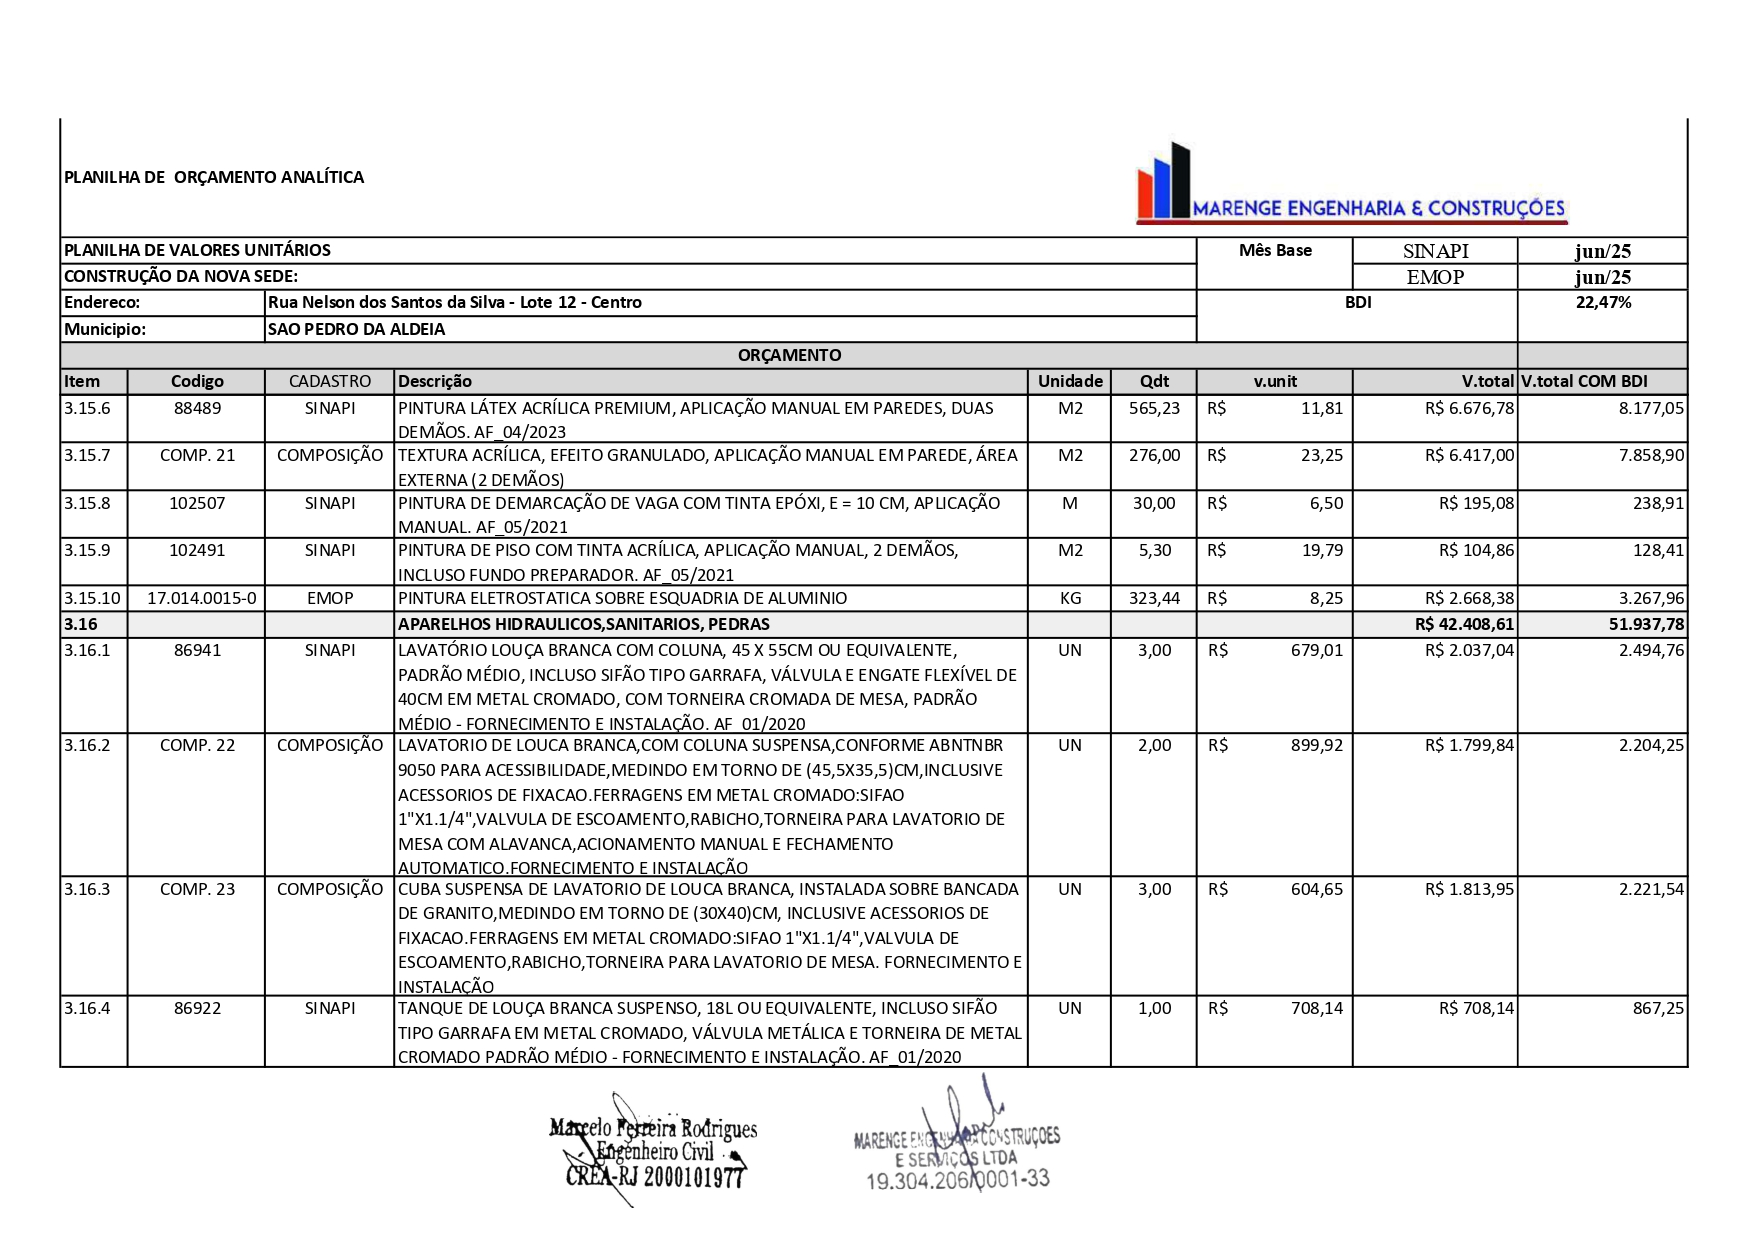 PLANILHA DE ORÇAMENTO ANALÍTICA
MARENGE ENGENHARIA & CONSTRUÇÕES
PLANILHA DE VALORES UNITÁRIOS Mês Base SINAPI jun/25
CONSTRUÇÃO DA NOVA SEDE: EMOP jun/25
Endereco: Rua Nelson dos Santos da Silva - Lote 12 - Centro BDI 22,47%
Municipio: SAO PEDRO DA ALDEIA
ORÇAMENTO
Item Codigo CADASTRO Descrição Unidade Qdt v.unit V.total V.total COM BDI
3.15.6 88489 SINAPI PINTURA LÁTEX ACRÍLICA PREMIUM, APLICAÇÃO MANUAL EM PAREDES, DUAS M2 565,23 R$ 11,81 R$ 6.676,78 8.177,05
DEMÃOS. AF_04/2023
3.15.7 COMP. 21 COMPOSIÇÃO TEXTURA ACRÍLICA, EFEITO GRANULADO, APLICAÇÃO MANUAL EM PAREDE, ÁREA M2 276,00 R$ 23,25 R$ 6.417,00 7.858,90
EXTERNA (2 DEMÃOS)
3.15.8 102507 SINAPI PINTURA DE DEMARCAÇÃO DE VAGA COM TINTA EPÓXI, E = 10 CM, APLICAÇÃO M 30,00 R$ 6,50 R$ 195,08 238,91
MANUAL. AF_05/2021
3.15.9 102491 SINAPI PINTURA DE PISO COM TINTA ACRÍLICA, APLICAÇÃO MANUAL, 2 DEMÃOS, M2 5,30 R$ 19,79 R$ 104,86 128,41
INCLUSO FUNDO PREPARADOR. AF_05/2021
3.15.10 17.014.0015-0 EMOP PINTURA ELETROSTATICA SOBRE ESQUADRIA DE ALUMINIO KG 323,44 R$ 8,25 R$ 2.668,38 3.267,96
3.16 APARELHOS HIDRAULICOS,SANITARIOS, PEDRAS R$ 42.408,61 51.937,78
3.16.1 86941 SINAPI LAVATÓRIO LOUÇA BRANCA COM COLUNA, 45 X 55CM OU EQUIVALENTE, UN 3,00 R$ 679,01 R$ 2.037,04 2.494,76
PADRÃO MÉDIO, INCLUSO SIFÃO TIPO GARRAFA, VÁLVULA E ENGATE FLEXÍVEL DE
40CM EM METAL CROMADO, COM TORNEIRA CROMADA DE MESA, PADRÃO
MÉDIO - FORNECIMENTO E INSTALAÇÃO. AF_01/2020
3.16.2 COMP. 22 COMPOSIÇÃO LAVATORIO DE LOUCA BRANCA,COM COLUNA SUSPENSA,CONFORME ABNTNBR UN 2,00 R$ 899,92 R$ 1.799,84 2.204,25
9050 PARA ACESSIBILIDADE,MEDINDO EM TORNO DE (45,5X35,5)CM,INCLUSIVE
ACESSORIOS DE FIXACAO.FERRAGENS EM METAL CROMADO:SIFAO
1"X1.1/4",VALVULA DE ESCOAMENTO,RABICHO,TORNEIRA PARA LAVATORIO DE
MESA COM ALAVANCA,ACIONAMENTO MANUAL E FECHAMENTO
AUTOMATICO.FORNECIMENTO E INSTALAÇÃO
3.16.3 COMP. 23 COMPOSIÇÃO CUBA SUSPENSA DE LAVATORIO DE LOUCA BRANCA, INSTALADA SOBRE BANCADA UN 3,00 R$ 604,65 R$ 1.813,95 2.221,54
DE GRANITO,MEDINDO EM TORNO DE (30X40)CM, INCLUSIVE ACESSORIOS DE
FIXACAO.FERRAGENS EM METAL CROMADO:SIFAO 1"X1.1/4",VALVULA DE
ESCOAMENTO,RABICHO,TORNEIRA PARA LAVATORIO DE MESA. FORNECIMENTO E
INSTALAÇÃO
3.16.4 86922 SINAPI TANQUE DE LOUÇA BRANCA SUSPENSO, 18L OU EQUIVALENTE, INCLUSO SIFÃO UN 1,00 R$ 708,14 R$ 708,14 867,25
TIPO GARRAFA EM METAL CROMADO, VÁLVULA METÁLICA E TORNEIRA DE METAL
CROMADO PADRÃO MÉDIO - FORNECIMENTO E INSTALAÇÃO. AF_01/2020
Marcelo Ferreira Rodrigues
Engenheiro Civil
CREA-RJ 2000101977
MARENGE ENGENHARIA CONSTRUÇOES
E SERVIÇOS LTDA
19.304.206/0001-33